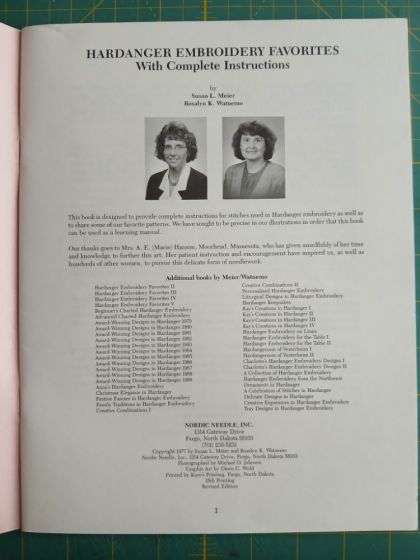 HARDANGER EMBROIDERY FAVORITES
With Complete Instructions
by
Susan L. Meier
Rosalyn K. Watnemo
This book is designed to provide complete instructions for stitches used in Hardanger embroidery as well as
to share some of our favorite patterns. We have sought to be precise in our illustrations in order that this book
can be used as a learning manual.
Our thanks goes to Mrs. A. E. (Macie) Hanson, Moorhead, Minnesota, who has given unselfishly of her time
and knowledge to further this art. Her patient instruction and encouragement have inspired us, as well as
hundreds of other women, to pursue this delicate form of needlework.
Additional books by Meier/Watnemo
Hardanger Embroidery Favorites II
Hardanger Embroidery Favorites III
Hardanger Embroidery Favorites IV
Hardanger Embroidery Favorites V
Beginner's Charted Hardanger Embroidery
Advanced Charted Hardanger Embroidery
Award-Winning Designs in Hardanger 1979
Award-Winning Designs in Hardanger 1980
Award-Winning Designs in Hardanger 1981
Award-Winning Designs in Hardanger 1982
Award-Winning Designs in Hardanger 1983
Award-Winning Designs in Hardanger 1984
Award-Winning Designs in Hardanger 1985
Award-Winning Designs in Hardanger 1986
Award-Winning Designs in Hardanger 1987
Award-Winning Designs in Hardanger 1988
Award-Winning Designs in Hardanger 1989
Anna's Hardanger Embroidery
Christmas Elegance in Hardanger
Festive Favors in Hardanger Embroidery
Family Traditions in Hardanger Embroidery
Creative Combinations I
Creative Combinations II
Personalized Hardanger Embroidery
Liturgical Designs in Hardanger Embroidery
Hardanger Keepsakes
Kay's Creations in Hardanger I
Kay's Creations in Hardanger II
Kay's Creations in Hardanger III
Kay's Creations in Hardanger IV
Hardanger Embroidery on Linen
Hardanger Embroidery for the Table I
Hardanger Embroidery for the Table II
Hardangersom of Vesterheim I
Hardangersom of Vesterheim II
Charlotte's Hardanger Embroidery Designs I
Charlotte's Hardanger Embroidery Designs II
A Collection of Hardanger Embroidery
Hardanger Embroidery from the Northwest
Ornaments in Hardanger
A Celebration of Stitches in Hardanger
Delicate Designs in Hardanger
Creative Expression in Hardanger Embroidery
Tray Designs in Hardanger Embroidery
NORDIC NEEDLE, INC.
1314 Gateway Drive
Fargo, North Dakota 58103
(701) 235-5231
Copyright 1977 by Susan L. Meier and Rosalyn K. Watnemo
Nordic Needle, Inc., 1314 Gateway Drive, Fargo, North Dakota 58103
Photographed by Michael O. Johnson
Graphic Art by Dawn C. Wold
Printed by Kaye's Printing, Fargo, North Dakota
Printing
Revised Edition
1